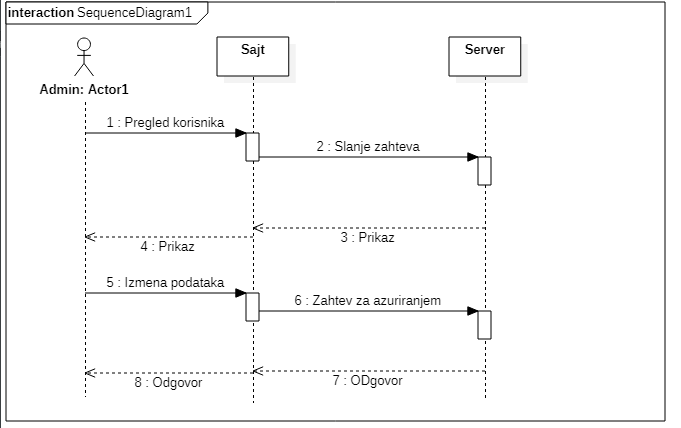 interaction SequenceDiagram1
Sajt
Server
Admin: Actor1
1 : Pregled korisnika
2 : Slanje zahteva
3 : Prikaz
4 : Prikaz
5 : Izmena podataka
6 : Zahtev za azuriranjem
7 : ODgovor
8 : Odgovor